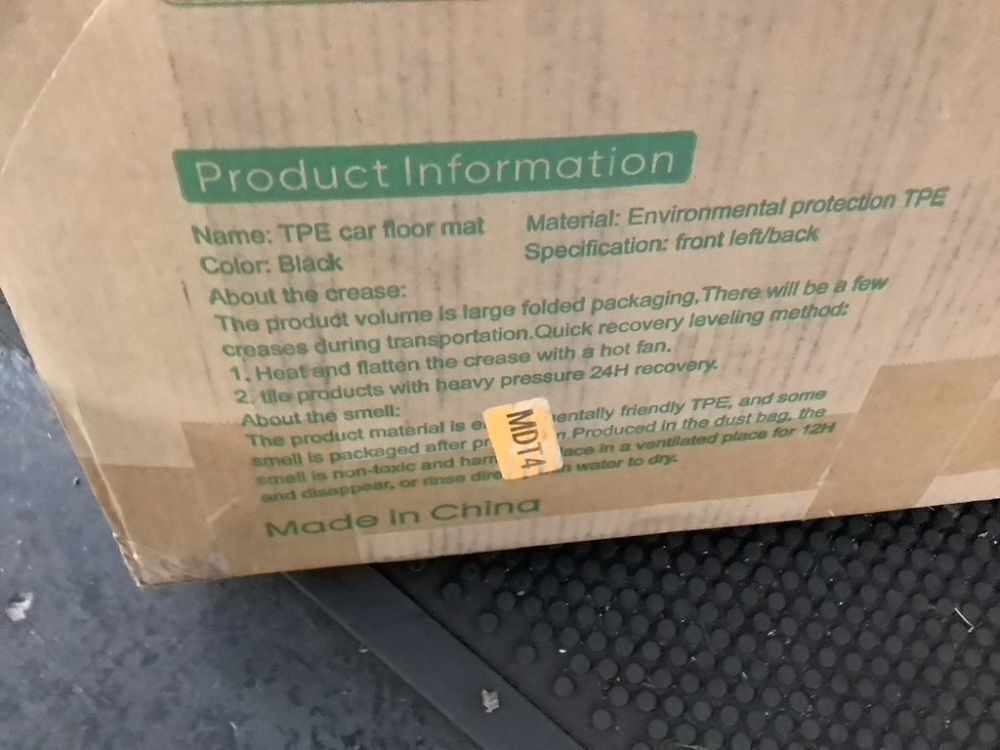 Product Information
Name: TPE car floor mat
Material: Environmental protection TPE
Color: Black
Specification: front left/back
About the crease:
The product volume is large folded packaging,There will be a few
creases during transportation.Quick recovery leveling method:
1. Heat and flatten the crease with a hot fan.
2. tile products with heavy pressure 24H recovery.
About the smell:
The product material is e entally friendly TPE, and some
smell is packaged after pr n.Produced in the dust bag, the
smell is non-toxic and harm lace in a ventilated place for 12H
and disappear, or rinse dire water to dry.
MDT4
Made in China